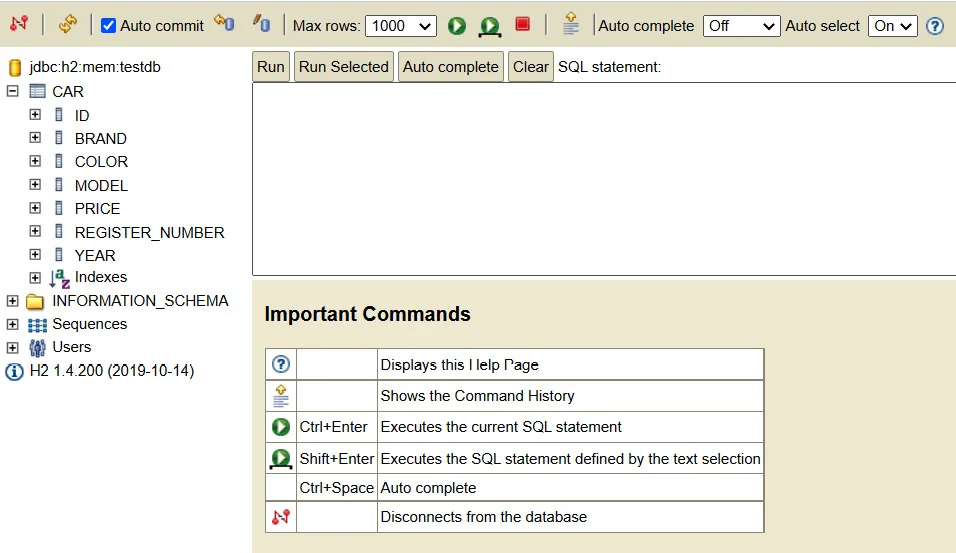 Auto commit Max rows: 1000 Auto complete Off Auto select On
jdbc:h2:mem:testdb
CAR
ID
BRAND
COLOR
MODEL
PRICE
REGISTER_NUMBER
YEAR
Indexes
INFORMATION_SCHEMA
Sequences
Users
H2 1.4.200 (2019-10-14)
Run Run Selected Auto complete Clear SQL statement:
Important Commands
Displays this Help Page
Shows the Command History
Ctrl+Enter Executes the current SQL statement
Shift+Enter Executes the SQL statement defined by the text selection
Ctrl+Space Auto complete
Disconnects from the database